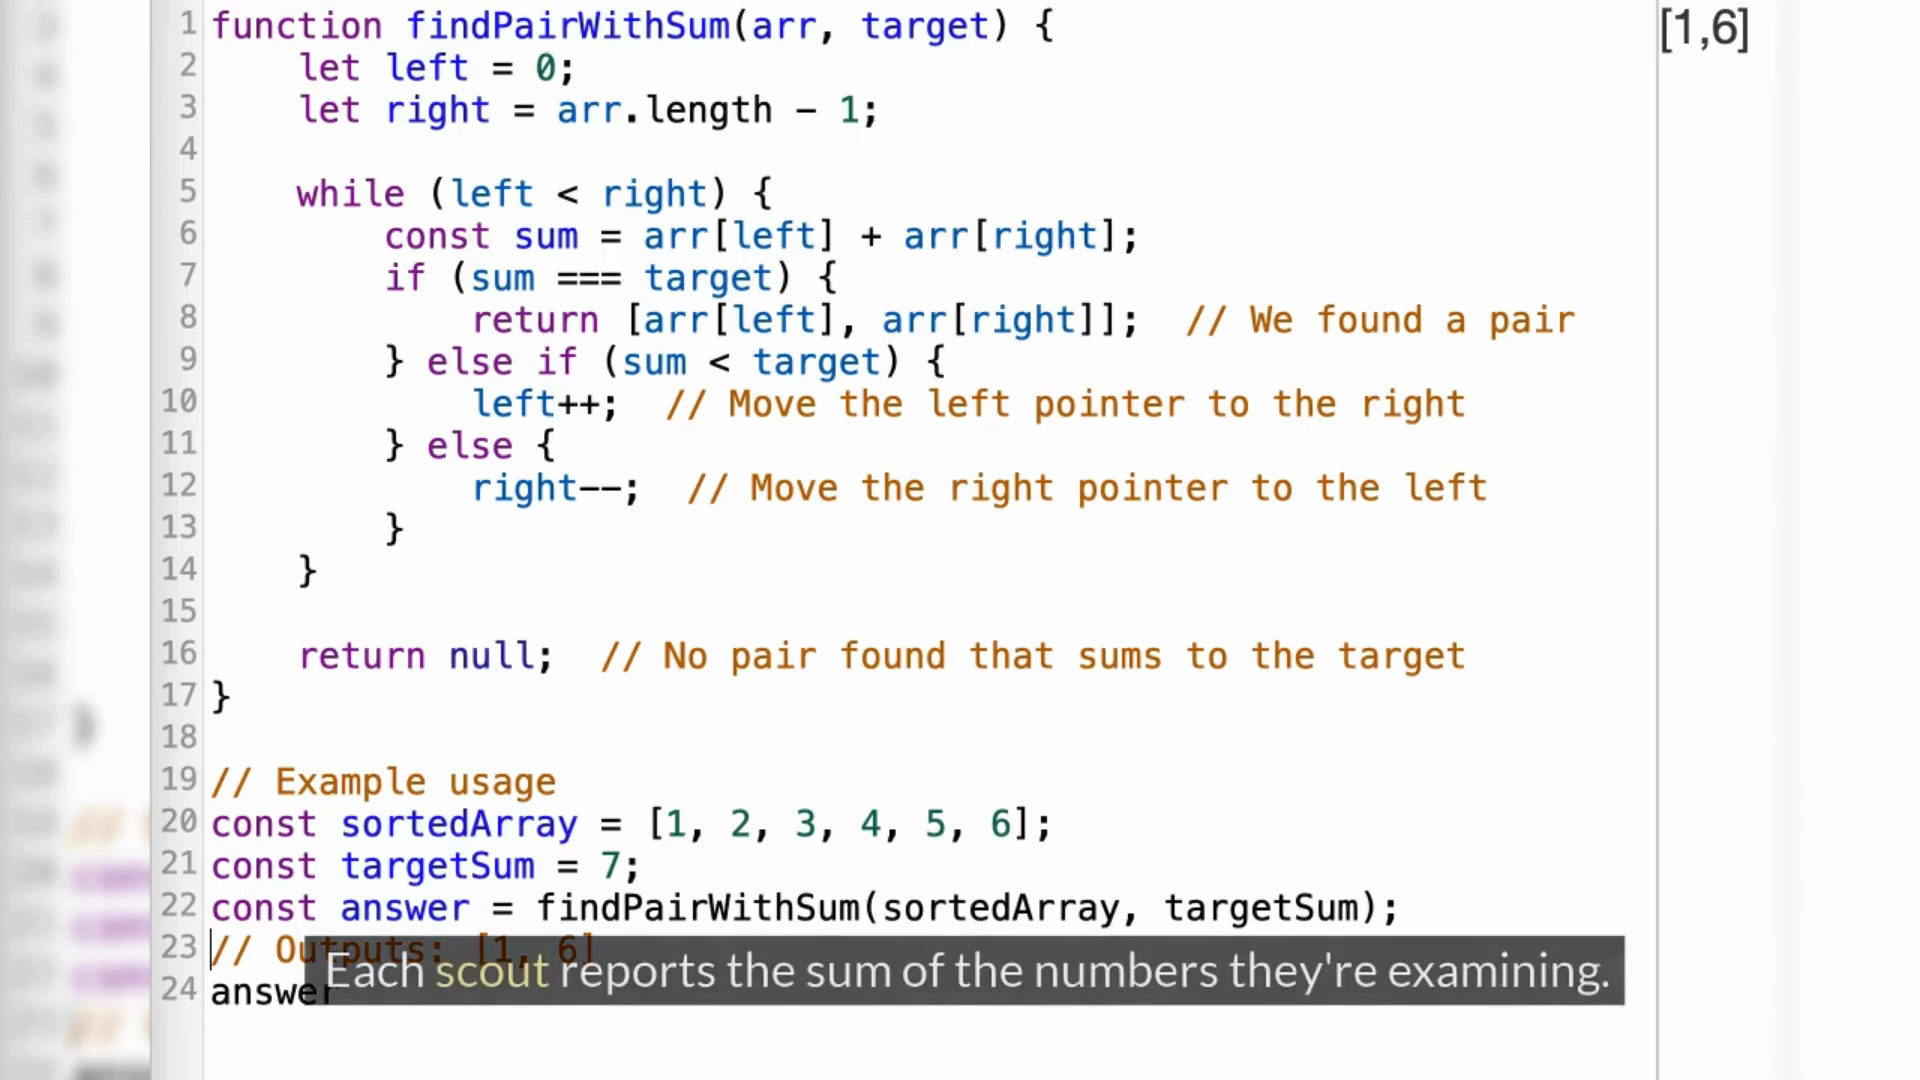 1 function findPairWithSum(arr, target) {
2 let left = 0;
3 let right = arr.length - 1;
4
5 while (left < right) {
6 const sum = arr[left] + arr[right];
7 if (sum === target) {
8 return [arr[left], arr[right]]; // We found a pair
9 } else if (sum < target) {
10 left++; // Move the left pointer to the right
11 } else {
12 right--; // Move the right pointer to the left
13 }
14 }
15
16 return null; // No pair found that sums to the target
17 }
18
19 // Example usage
20 const sortedArray = [1, 2, 3, 4, 5, 6];
21 const targetSum = 7;
22 const answer = findPairWithSum(sortedArray, targetSum);
23 // Outputs: [1, 6]
24 answer
Each scout reports the sum of the numbers they're examining.
[1,6]